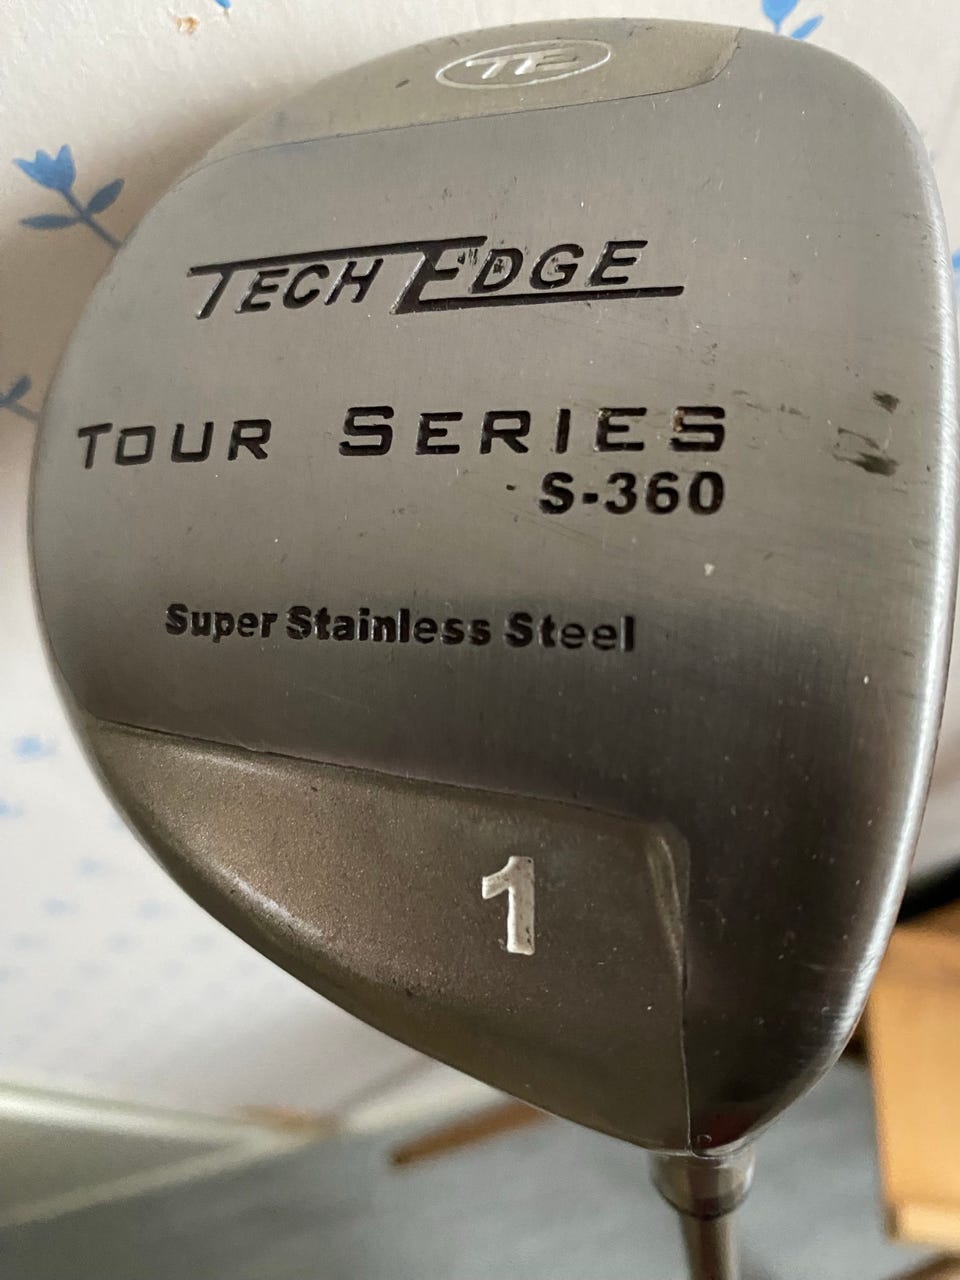 TE
TECH EDGE
TOUR SERIES
S-360
Super Stainless Steel
1